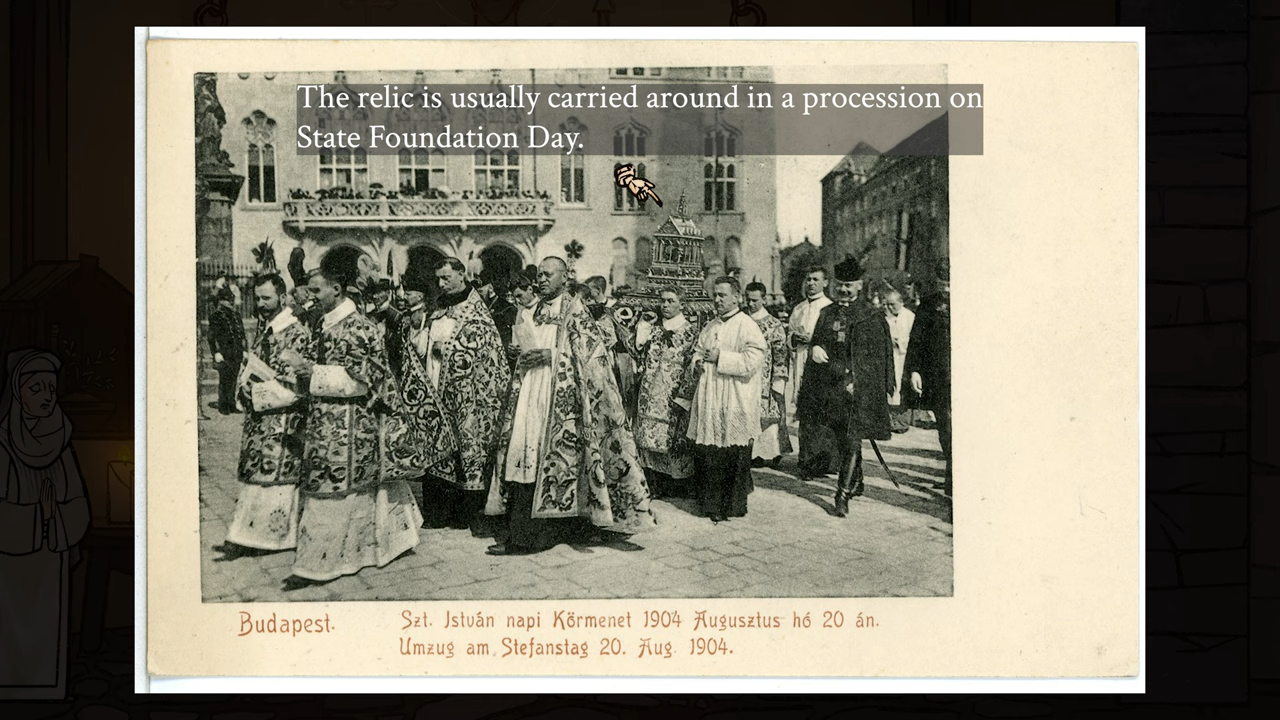 The relic is usually carried around in a procession on
State Foundation Day.
Budapest.
Szt. István napi Körmenet 1904 Augusztus hó 20 án.
Umzug am Stefanstag 20. Aug. 1904.